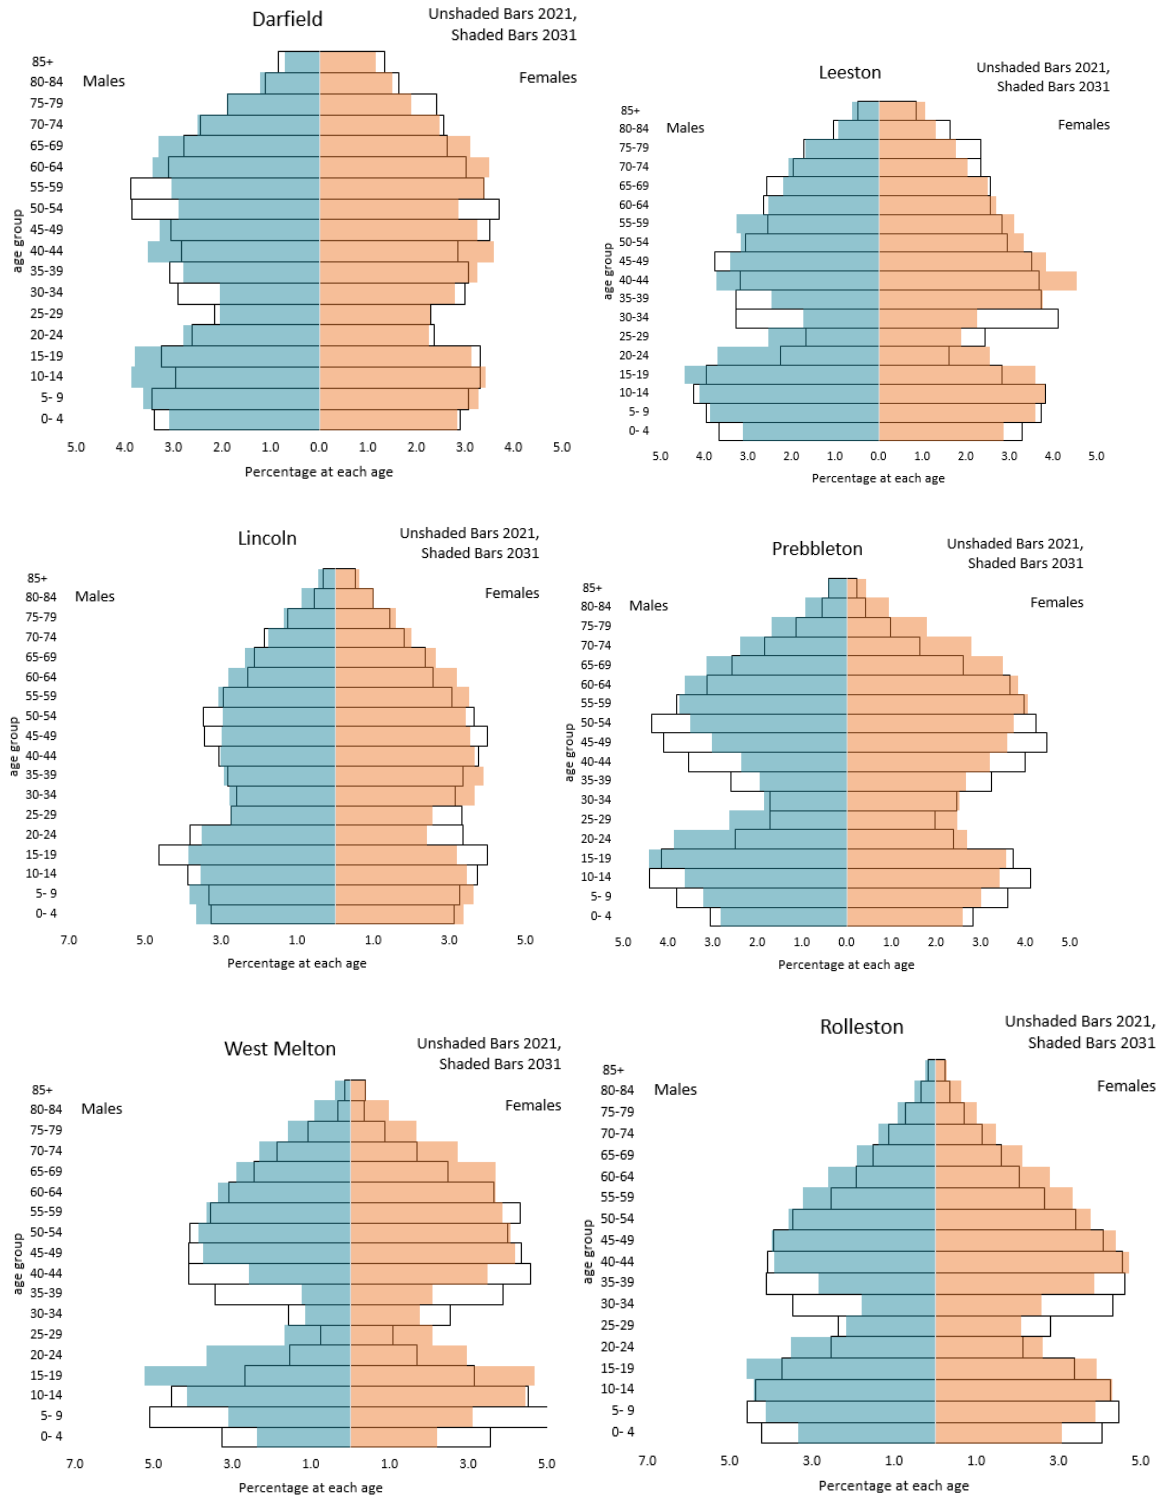 Darfield
Unshaded Bars 2021,
Shaded Bars 2031
Males
Females
age group
85+
80-84
75-79
70-74
65-69
60-64
55-59
50-54
45-49
40-44
35-39
30-34
25-29
20-24
15-19
10-14
5- 9
0- 4
5.0 4.0 3.0 2.0 1.0 0.0 1.0 2.0 3.0 4.0 5.0
Percentage at each age
Leeston
Unshaded Bars 2021,
Shaded Bars 2031
Males
Females
age group
85+
80-84
75-79
70-74
65-69
60-64
55-59
50-54
45-49
40-44
35-39
30-34
25-29
20-24
15-19
10-14
5- 9
0- 4
5.0 4.0 3.0 2.0 1.0 0.0 1.0 2.0 3.0 4.0 5.0
Percentage at each age
Lincoln
Unshaded Bars 2021,
Shaded Bars 2031
Males
Females
age group
85+
80-84
75-79
70-74
65-69
60-64
55-59
50-54
45-49
40-44
35-39
30-34
25-29
20-24
15-19
10-14
5- 9
0- 4
7.0 5.0 3.0 1.0 1.0 3.0 5.0
Percentage at each age
Prebbleton
Unshaded Bars 2021,
Shaded Bars 2031
Males
Females
age group
85+
80-84
75-79
70-74
65-69
60-64
55-59
50-54
45-49
40-44
35-39
30-34
25-29
20-24
15-19
10-14
5- 9
0- 4
5.0 4.0 3.0 2.0 1.0 0.0 1.0 2.0 3.0 4.0 5.0
Percentage at each age
West Melton
Unshaded Bars 2021,
Shaded Bars 2031
Males
Females
age group
85+
80-84
75-79
70-74
65-69
60-64
55-59
50-54
45-49
40-44
35-39
30-34
25-29
20-24
15-19
10-14
5- 9
0- 4
7.0 5.0 3.0 1.0 1.0 3.0 5.0
Percentage at each age
Rolleston
Unshaded Bars 2021,
Shaded Bars 2031
Males
Females
age group
85+
80-84
75-79
70-74
65-69
60-64
55-59
50-54
45-49
40-44
35-39
30-34
25-29
20-24
15-19
10-14
5- 9
0- 4
7.0 5.0 3.0 1.0 1.0 3.0 5.0
Percentage at each age